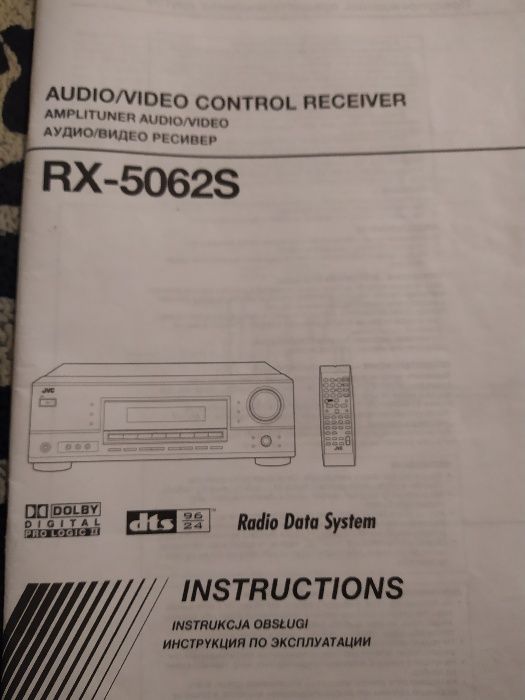 AUDIO/VIDEO CONTROL RECEIVER
AMPLITUNER AUDIO/VIDEO
АУДИО/ВИДЕО РЕСИВЕР
RX-5062S
JVC
JVC
DOLBY
DIGITAL
PRO LOGIC II
dts 96
24
Radio Data System
INSTRUCTIONS
INSTRUKCJA OBSŁUGI
ИНСТРУКЦИЯ ПО ЭКСПЛУАТАЦИИ